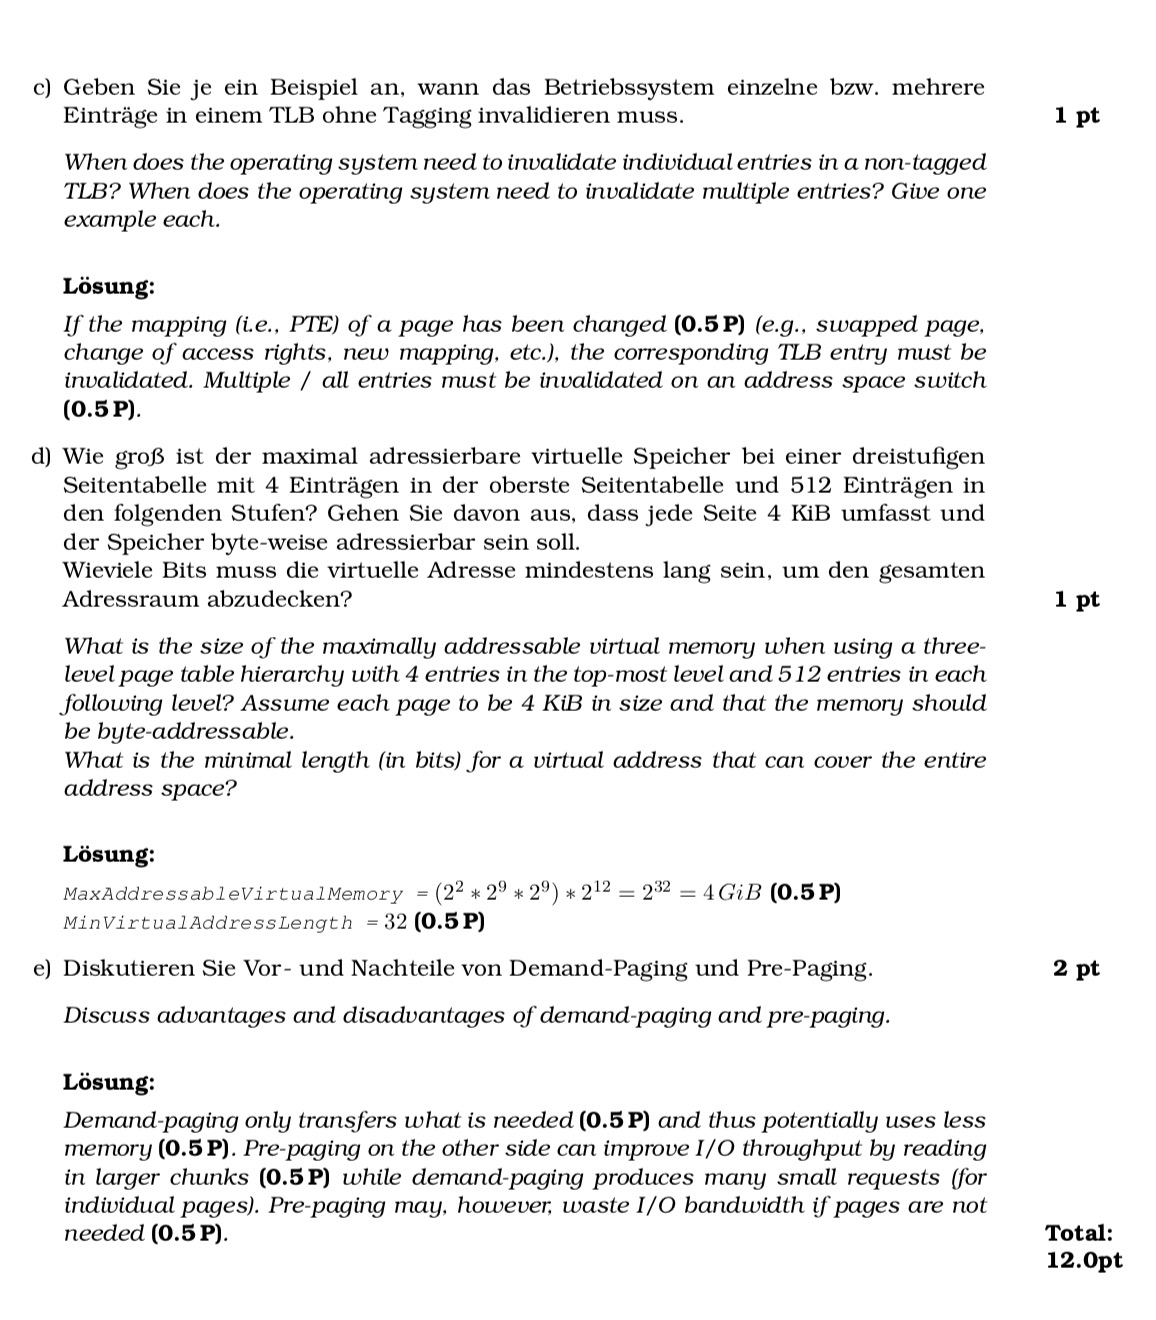 c) Geben Sie je ein Beispiel an, wann das Betriebssystem einzelne bzw. mehrere
Einträge in einem TLB ohne Tagging invalidieren muss. 1 pt
When does the operating system need to invalidate individual entries in a non-tagged
TLB? When does the operating system need to invalidate multiple entries? Give one
example each.
Lösung:
If the mapping (i.e., PTE) of a page has been changed (0.5 P) (e.g., swapped page,
change of access rights, new mapping, etc.), the corresponding TLB entry must be
invalidated. Multiple / all entries must be invalidated on an address space switch
(0.5 P).
d) Wie groß ist der maximal adressierbare virtuelle Speicher bei einer dreistufigen
Seitentabelle mit 4 Einträgen in der oberste Seitentabelle und 512 Einträgen in
den folgenden Stufen? Gehen Sie davon aus, dass jede Seite 4 KiB umfasst und
der Speicher byte-weise adressierbar sein soll.
Wieviele Bits muss die virtuelle Adresse mindestens lang sein, um den gesamten
Adressraum abzudecken? 1 pt
What is the size of the maximally addressable virtual memory when using a three-
level page table hierarchy with 4 entries in the top-most level and 512 entries in each
following level? Assume each page to be 4 KiB in size and that the memory should
be byte-addressable.
What is the minimal length (in bits) for a virtual address that can cover the entire
address space?
Lösung:
MaxAddressableVirtualMemory = (2² ∗ 2⁹ ∗ 2⁹) ∗ 2¹² = 2³² = 4 GiB (0.5 P)
MinVirtualAddressLength = 32 (0.5 P)
e) Diskutieren Sie Vor- und Nachteile von Demand-Paging und Pre-Paging. 2 pt
Discuss advantages and disadvantages of demand-paging and pre-paging.
Lösung:
Demand-paging only transfers what is needed (0.5 P) and thus potentially uses less
memory (0.5 P). Pre-paging on the other side can improve I/O throughput by reading
in larger chunks (0.5 P) while demand-paging produces many small requests (for
individual pages). Pre-paging may, however, waste I/O bandwidth if pages are not
needed (0.5 P). Total:
12.0pt